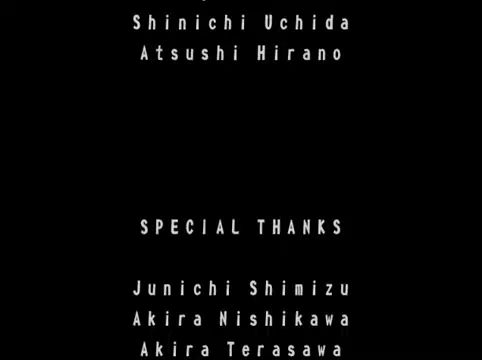 Shinichi Uchida
Atsushi Hirano
SPECIAL THANKS
Junichi Shimizu
Akira Nishikawa
Akira Terasawa